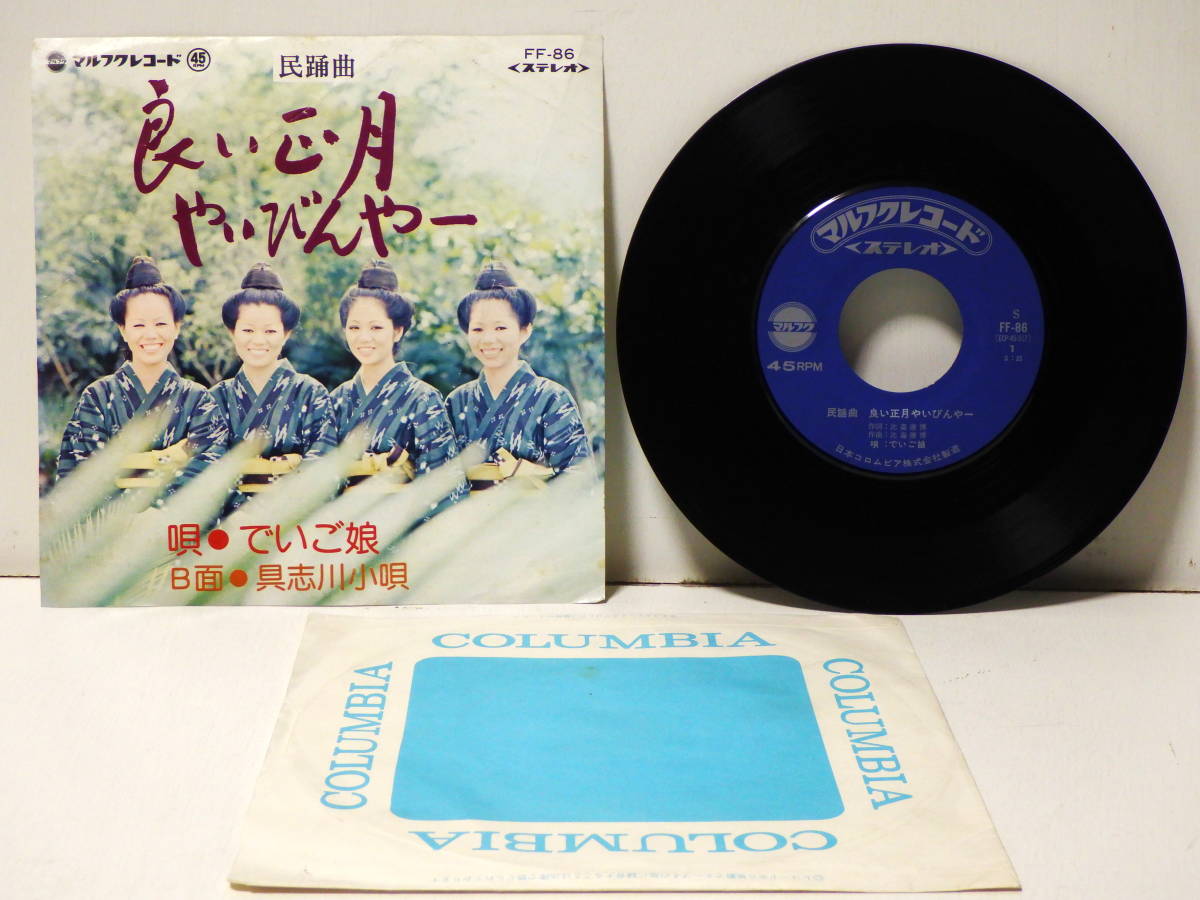 マルフクレコード 45 RPM
民踊曲
FF-86
<ステレオ>
良い正月
やいびんやー
唄●でいご娘
B面●具志川小唄
マルフクレコード
<ステレオ>
マルフク
45RPM
S
FF-86
1
民踊曲 良い正月やいびんやー
唄:でいご娘
日本コロムビア株式会社製造
COLUMBIA
COLUMBIA
COLUMBIA
COLUMBIA